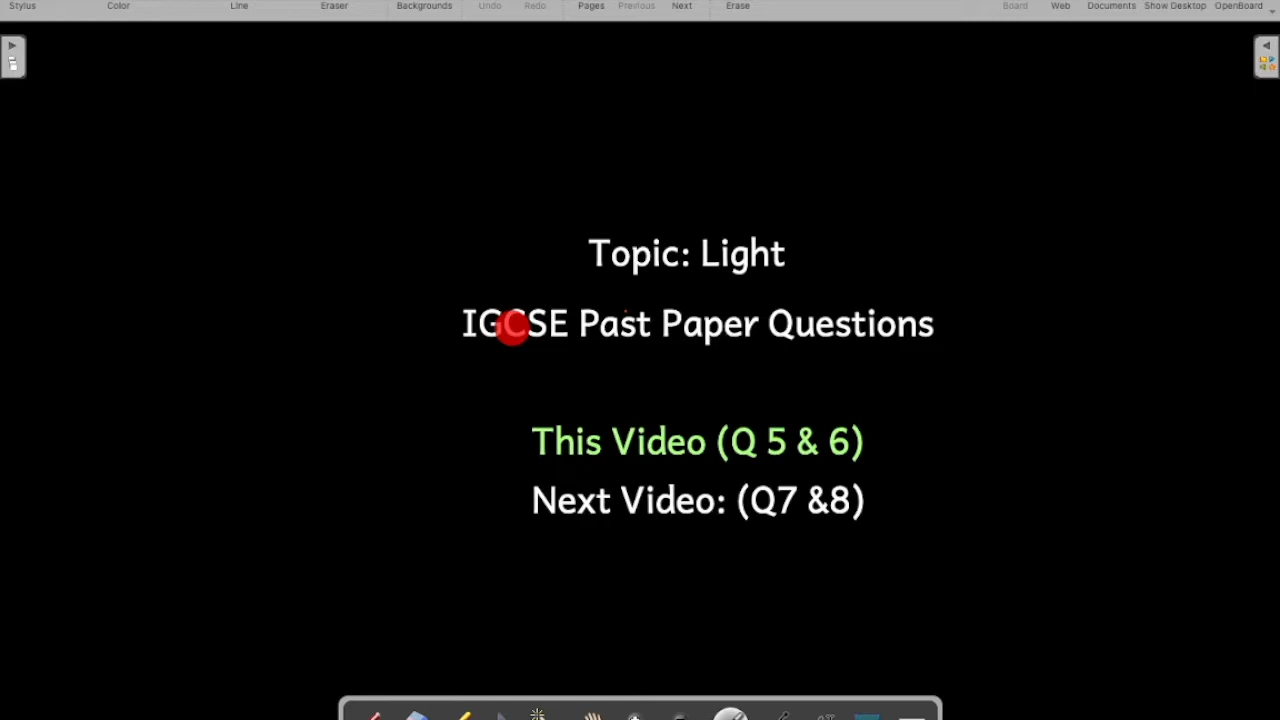 Stylus Color Line Eraser Backgrounds Undo Redo Pages Previous Next Erase Board Web Documents Show Desktop OpenBoard
Topic: Light
IGCSE Past Paper Questions
This Video (Q 5 & 6)
Next Video: (Q7 &8)